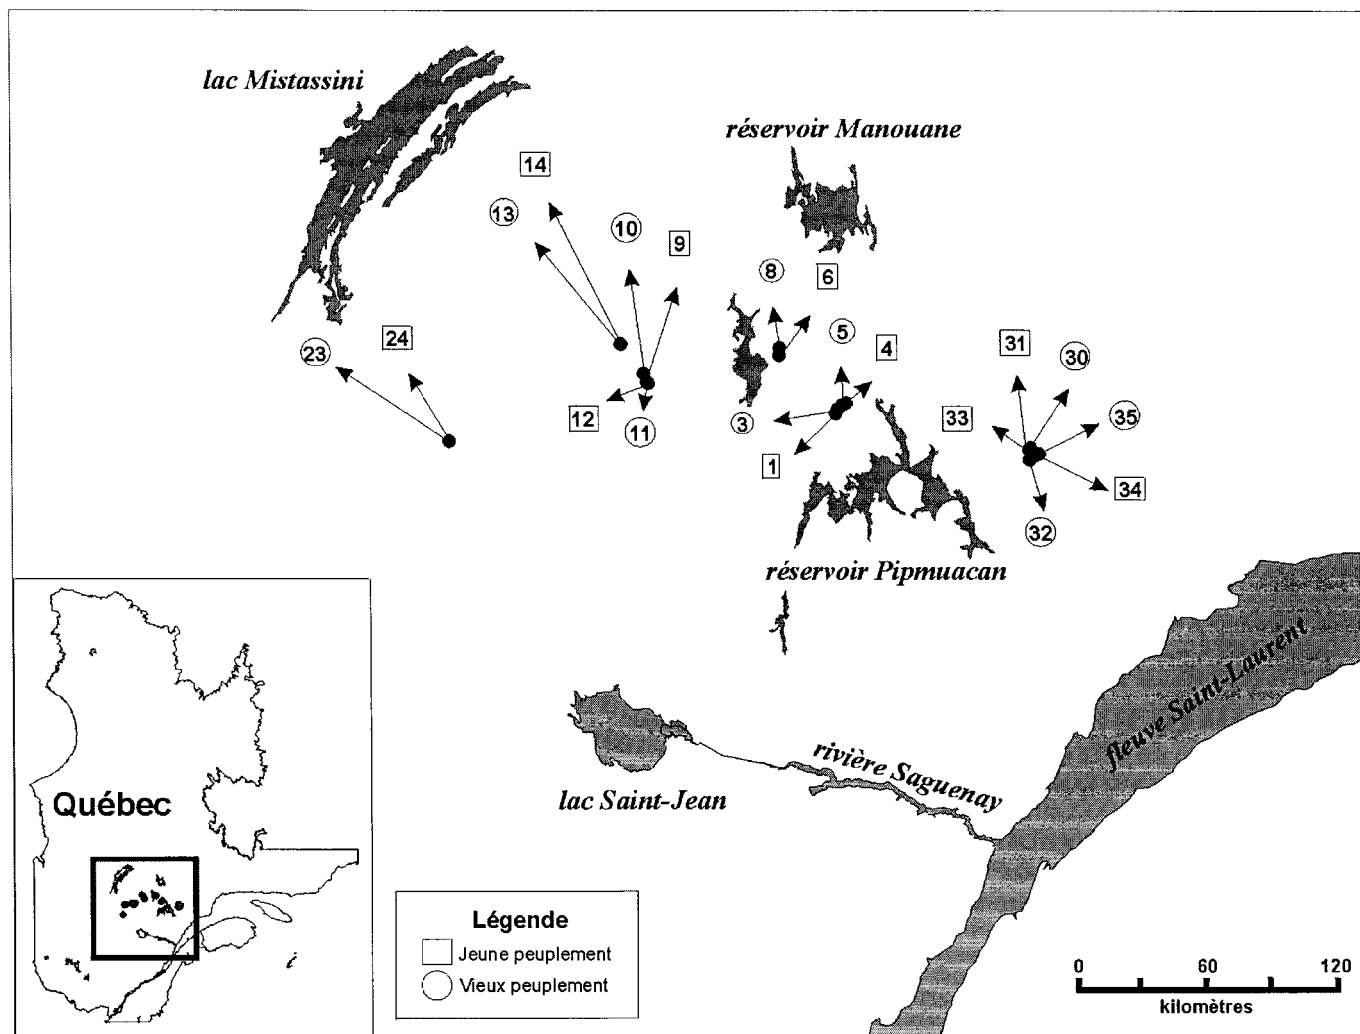 lac Mistassini
réservoir Manouane
14
13
10
9
8
6
23
24
5
4
31
30
12
11
3
33
35
1
34
32
réservoir Pipmuacan
fleuve Saint-Laurent
rivière Saguenay
lac Saint-Jean
Québec
Légende
Jeune peuplement
Vieux peuplement
0 60 120
kilomètres